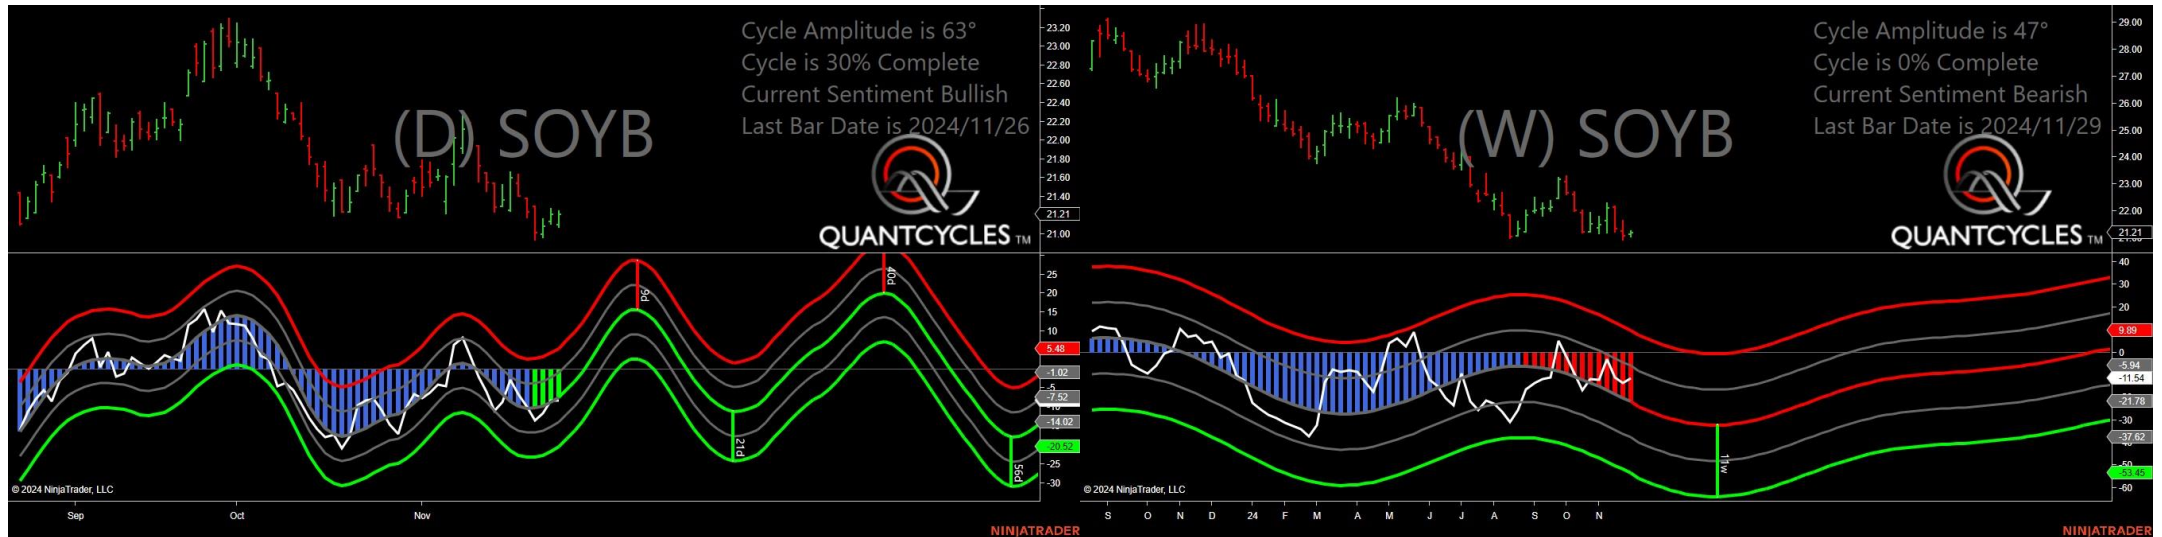 Cycle Amplitude is 63°
Cycle is 30% Complete
Current Sentiment Bullish
Last Bar Date is 2024/11/26
(D) SOYB
QUANTCYCLES TM
23.20
23.00
22.80
22.60
22.40
22.20
22.00
21.80
21.60
21.40
21.21
21.00
9d
21d
40d
56d
25
20
15
10
5.48
-1.02
-5
-7.52
-14.02
-20.52
-25
-30
© 2024 NinjaTrader, LLC
Sep Oct Nov
NINJATRADER
Cycle Amplitude is 47°
Cycle is 0% Complete
Current Sentiment Bearish
Last Bar Date is 2024/11/29
(W) SOYB
QUANTCYCLES TM
29.00
28.00
27.00
26.00
25.00
24.00
23.00
22.00
21.21
11w
40
30
20
9.89
0
-5.94
-11.54
-21.78
-30
-37.62
-53.45
-60
© 2024 NinjaTrader, LLC
S O N D 24 F M A M J J A S O N
NINJATRADER